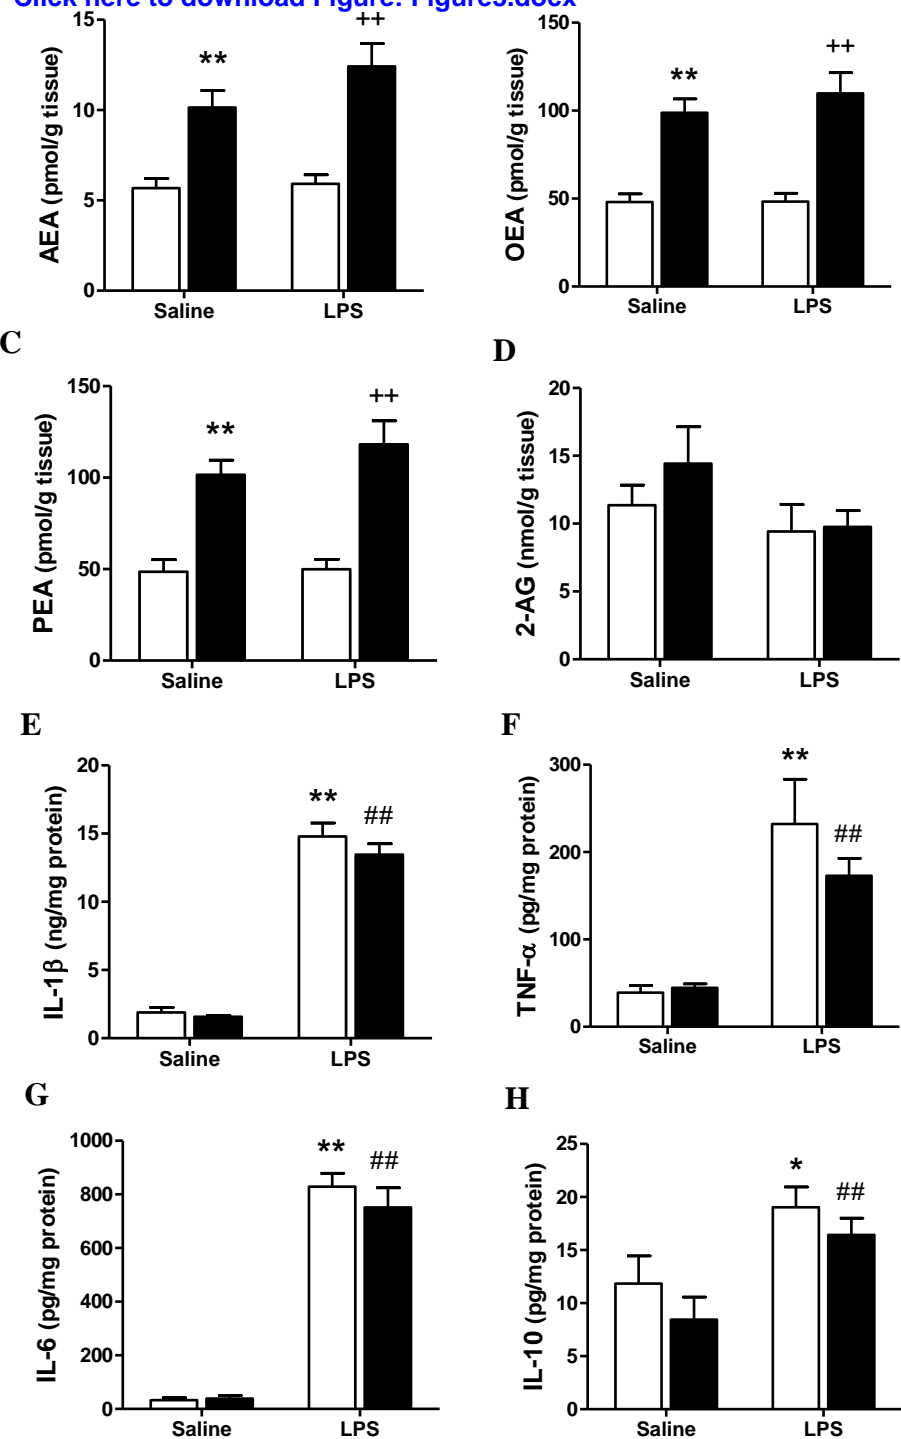 Click here to download Figure: Figure3.docx
15
10
5
0
AEA (pmol/g tissue)
**
++
Saline
LPS
150
100
50
0
OEA (pmol/g tissue)
**
++
Saline
LPS
C
150
100
50
0
PEA (pmol/g tissue)
**
++
Saline
LPS
D
20
15
10
5
0
2-AG (nmol/g tissue)
Saline
LPS
E
20
15
10
5
0
IL-1β (ng/mg protein)
**
##
Saline
LPS
F
300
200
100
0
TNF-α (pg/mg protein)
**
##
Saline
LPS
G
1000
800
600
400
200
0
IL-6 (pg/mg protein)
**
##
Saline
LPS
H
25
20
15
10
5
0
IL-10 (pg/mg protein)
*
##
Saline
LPS